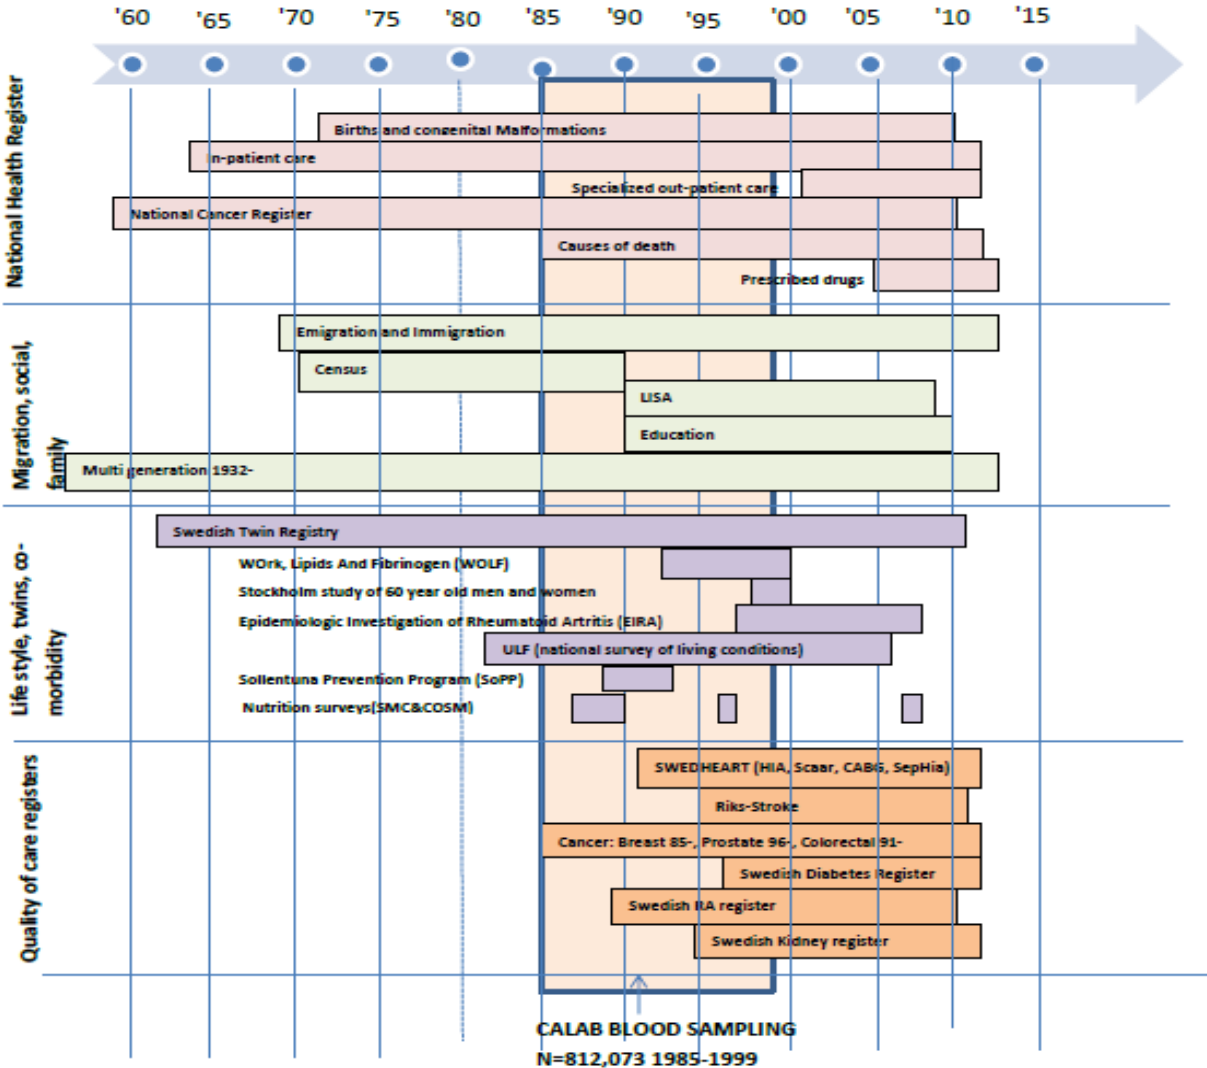 '60 '65 '70 '75 '80 '85 '90 '95 '00 '05 '10 '15
National Health Register
Births and congenital Malformations
In-patient care
Specialized out-patient care
National Cancer Register
Causes of death
Prescribed drugs
Migration, social,
family
Emigration and Immigration
Census
LISA
Education
Multi generation 1932-
Life style, twins, co-
morbidity
Swedish Twin Registry
WOrk, Lipids And Fibrinogen (WOLF)
Stockholm study of 60 year old men and women
Epidemiologic Investigation of Rheumatoid Artritis (EIRA)
ULF (national survey of living conditions)
Sollentuna Prevention Program (SoPP)
Nutrition surveys(SMC&COSM)
Quality of care registers
SWEDHEART (HIA, Scaar, CABG, SepHia)
Riks-Stroke
Cancer: Breast 85-, Prostate 96-, Colorectal 91-
Swedish Diabetes Register
Swedish RA register
Swedish Kidney register
CALAB BLOOD SAMPLING
N=812,073 1985-1999